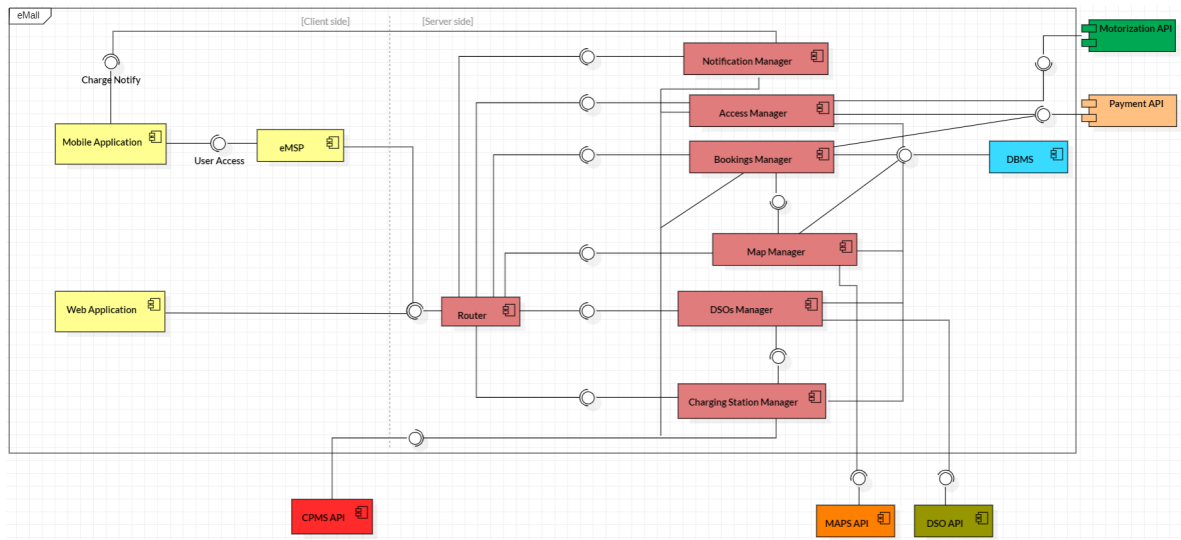 eMall
[Client side]
[Server side]
Motorization API
Notification Manager
Charge Notify
Payment API
Access Manager
Mobile Application
eMSP
User Access
Bookings Manager
DBMS
Map Manager
Web Application
Router
DSOs Manager
Charging Station Manager
CPMS API
MAPS API
DSO API